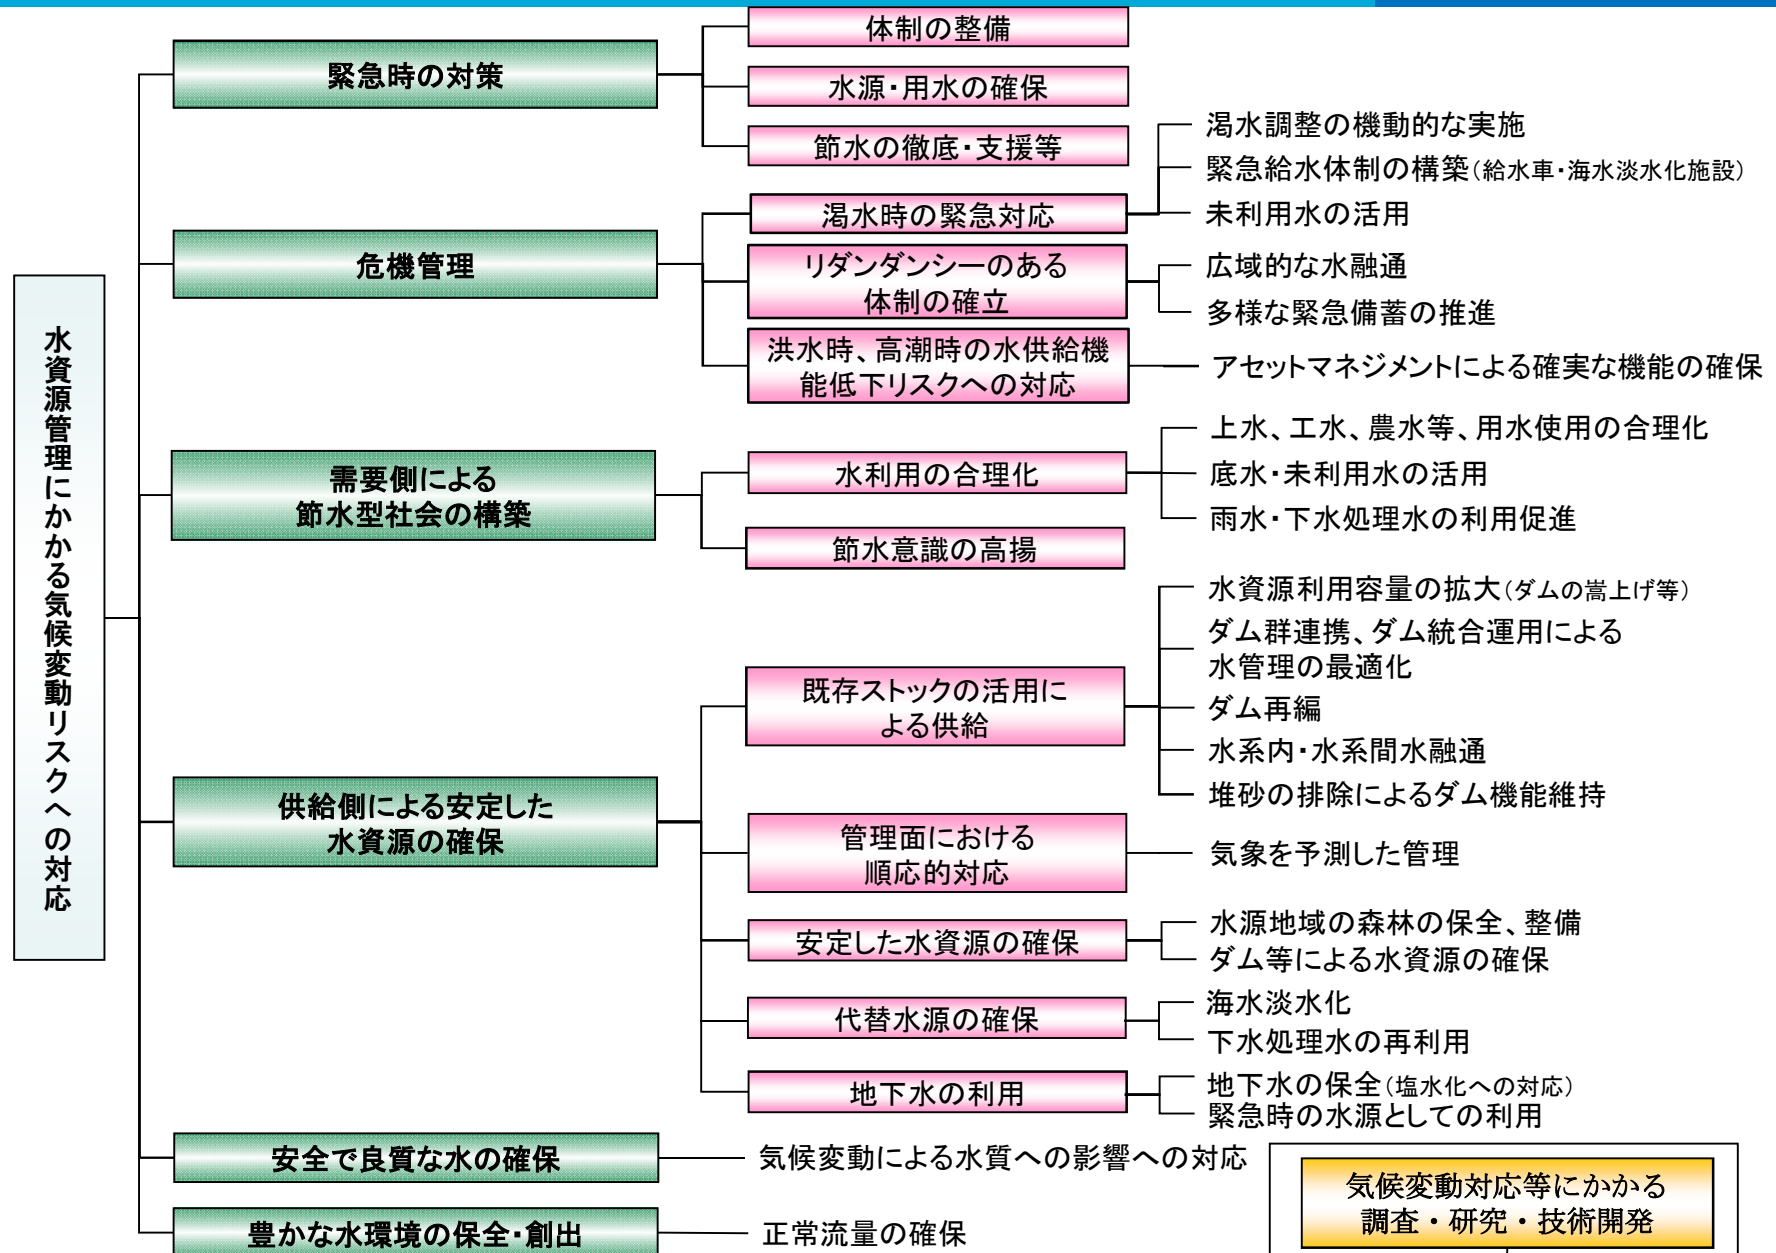 水資源管理にかかる気候変動リスクへの対応
緊急時の対策
体制の整備
水源・用水の確保
節水の徹底・支援等
危機管理
渇水時の緊急対応
渇水調整の機動的な実施
緊急給水体制の構築(給水車・海水淡水化施設)
未利用水の活用
リダンダンシーのある
体制の確立
広域的な水融通
多様な緊急備蓄の推進
洪水時、高潮時の水供給機
能低下リスクへの対応
アセットマネジメントによる確実な機能の確保
需要側による
節水型社会の構築
水利用の合理化
上水、工水、農水等、用水使用の合理化
底水・未利用水の活用
雨水・下水処理水の利用促進
節水意識の高揚
供給側による安定した
水資源の確保
既存ストックの活用に
よる供給
水資源利用容量の拡大(ダムの嵩上げ等)
ダム群連携、ダム統合運用による
水管理の最適化
ダム再編
水系内・水系間水融通
堆砂の排除によるダム機能維持
管理面における
順応的対応
気象を予測した管理
安定した水資源の確保
水源地域の森林の保全、整備
ダム等による水資源の確保
代替水源の確保
海水淡水化
下水処理水の再利用
地下水の利用
地下水の保全(塩水化への対応)
緊急時の水源としての利用
安全で良質な水の確保
気候変動による水質への影響への対応
豊かな水環境の保全・創出
正常流量の確保
気候変動対応等にかかる
調査・研究・技術開発